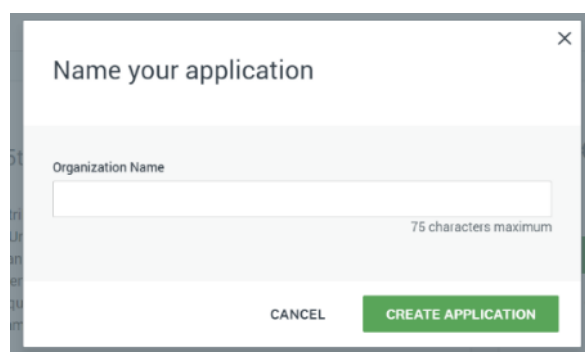 Name your application
Organization Name
75 characters maximum
CANCEL
CREATE APPLICATION